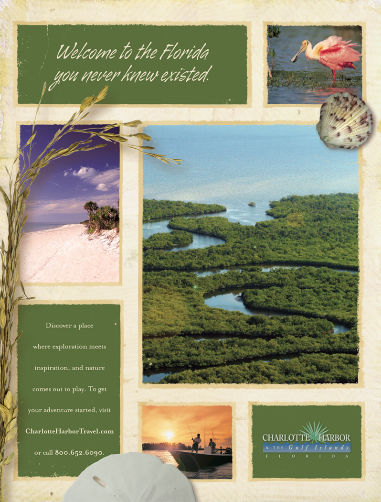 Welcome to the Florida
you never knew existed.
Discover a place
where exploration meets
inspiration, and nature
comes out to play. To get
your adventure started, visit
CharlotteHarborTravel.com
or call 800.652.6090.
CHARLOTTE HARBOR
& THE Gulf Islands
FLORIDA